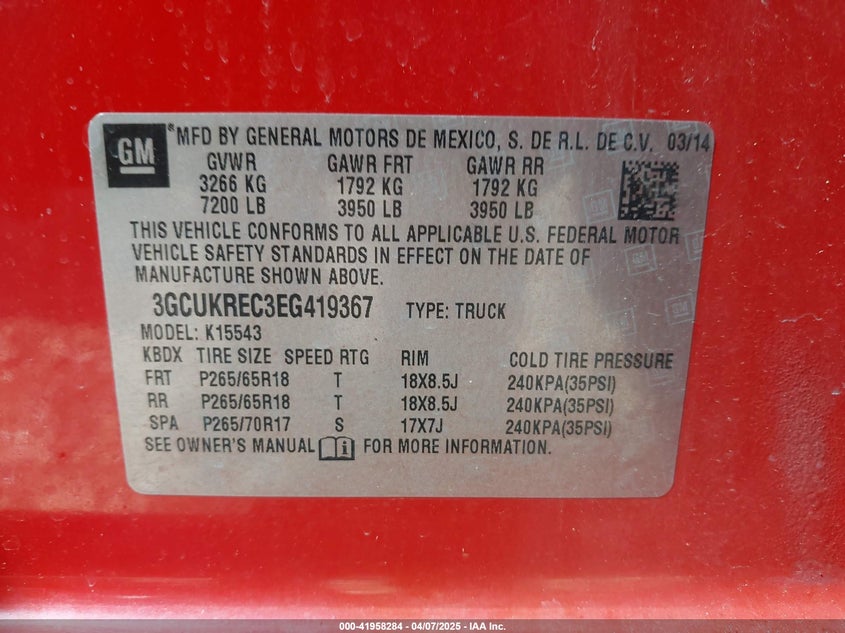 GM ®MFD BY GENERAL MOTORS DE MEXICO, S. DE R.L. DE C.V. 03/14
GVWR GAWR FRT GAWR RR
3266 KG 1792 KG 1792 KG
7200 LB 3950 LB 3950 LB
THIS VEHICLE CONFORMS TO ALL APPLICABLE U.S. FEDERAL MOTOR
VEHICLE SAFETY STANDARDS IN EFFECT ON THE DATE OF
MANUFACTURE SHOWN ABOVE.
3GCUKREC3EG419367 TYPE: TRUCK
MODEL: K15543
KBDX TIRE SIZE SPEED RTG RIM COLD TIRE PRESSURE
FRT P265/65R18 T 18X8.5J 240KPA(35PSI)
RR P265/65R18 T 18X8.5J 240KPA(35PSI)
SPA P265/70R17 S 17X7J 240KPA(35PSI)
SEE OWNER'S MANUAL FOR MORE INFORMATION.
000-41958284 - 04/07/2025 - IAA Inc.